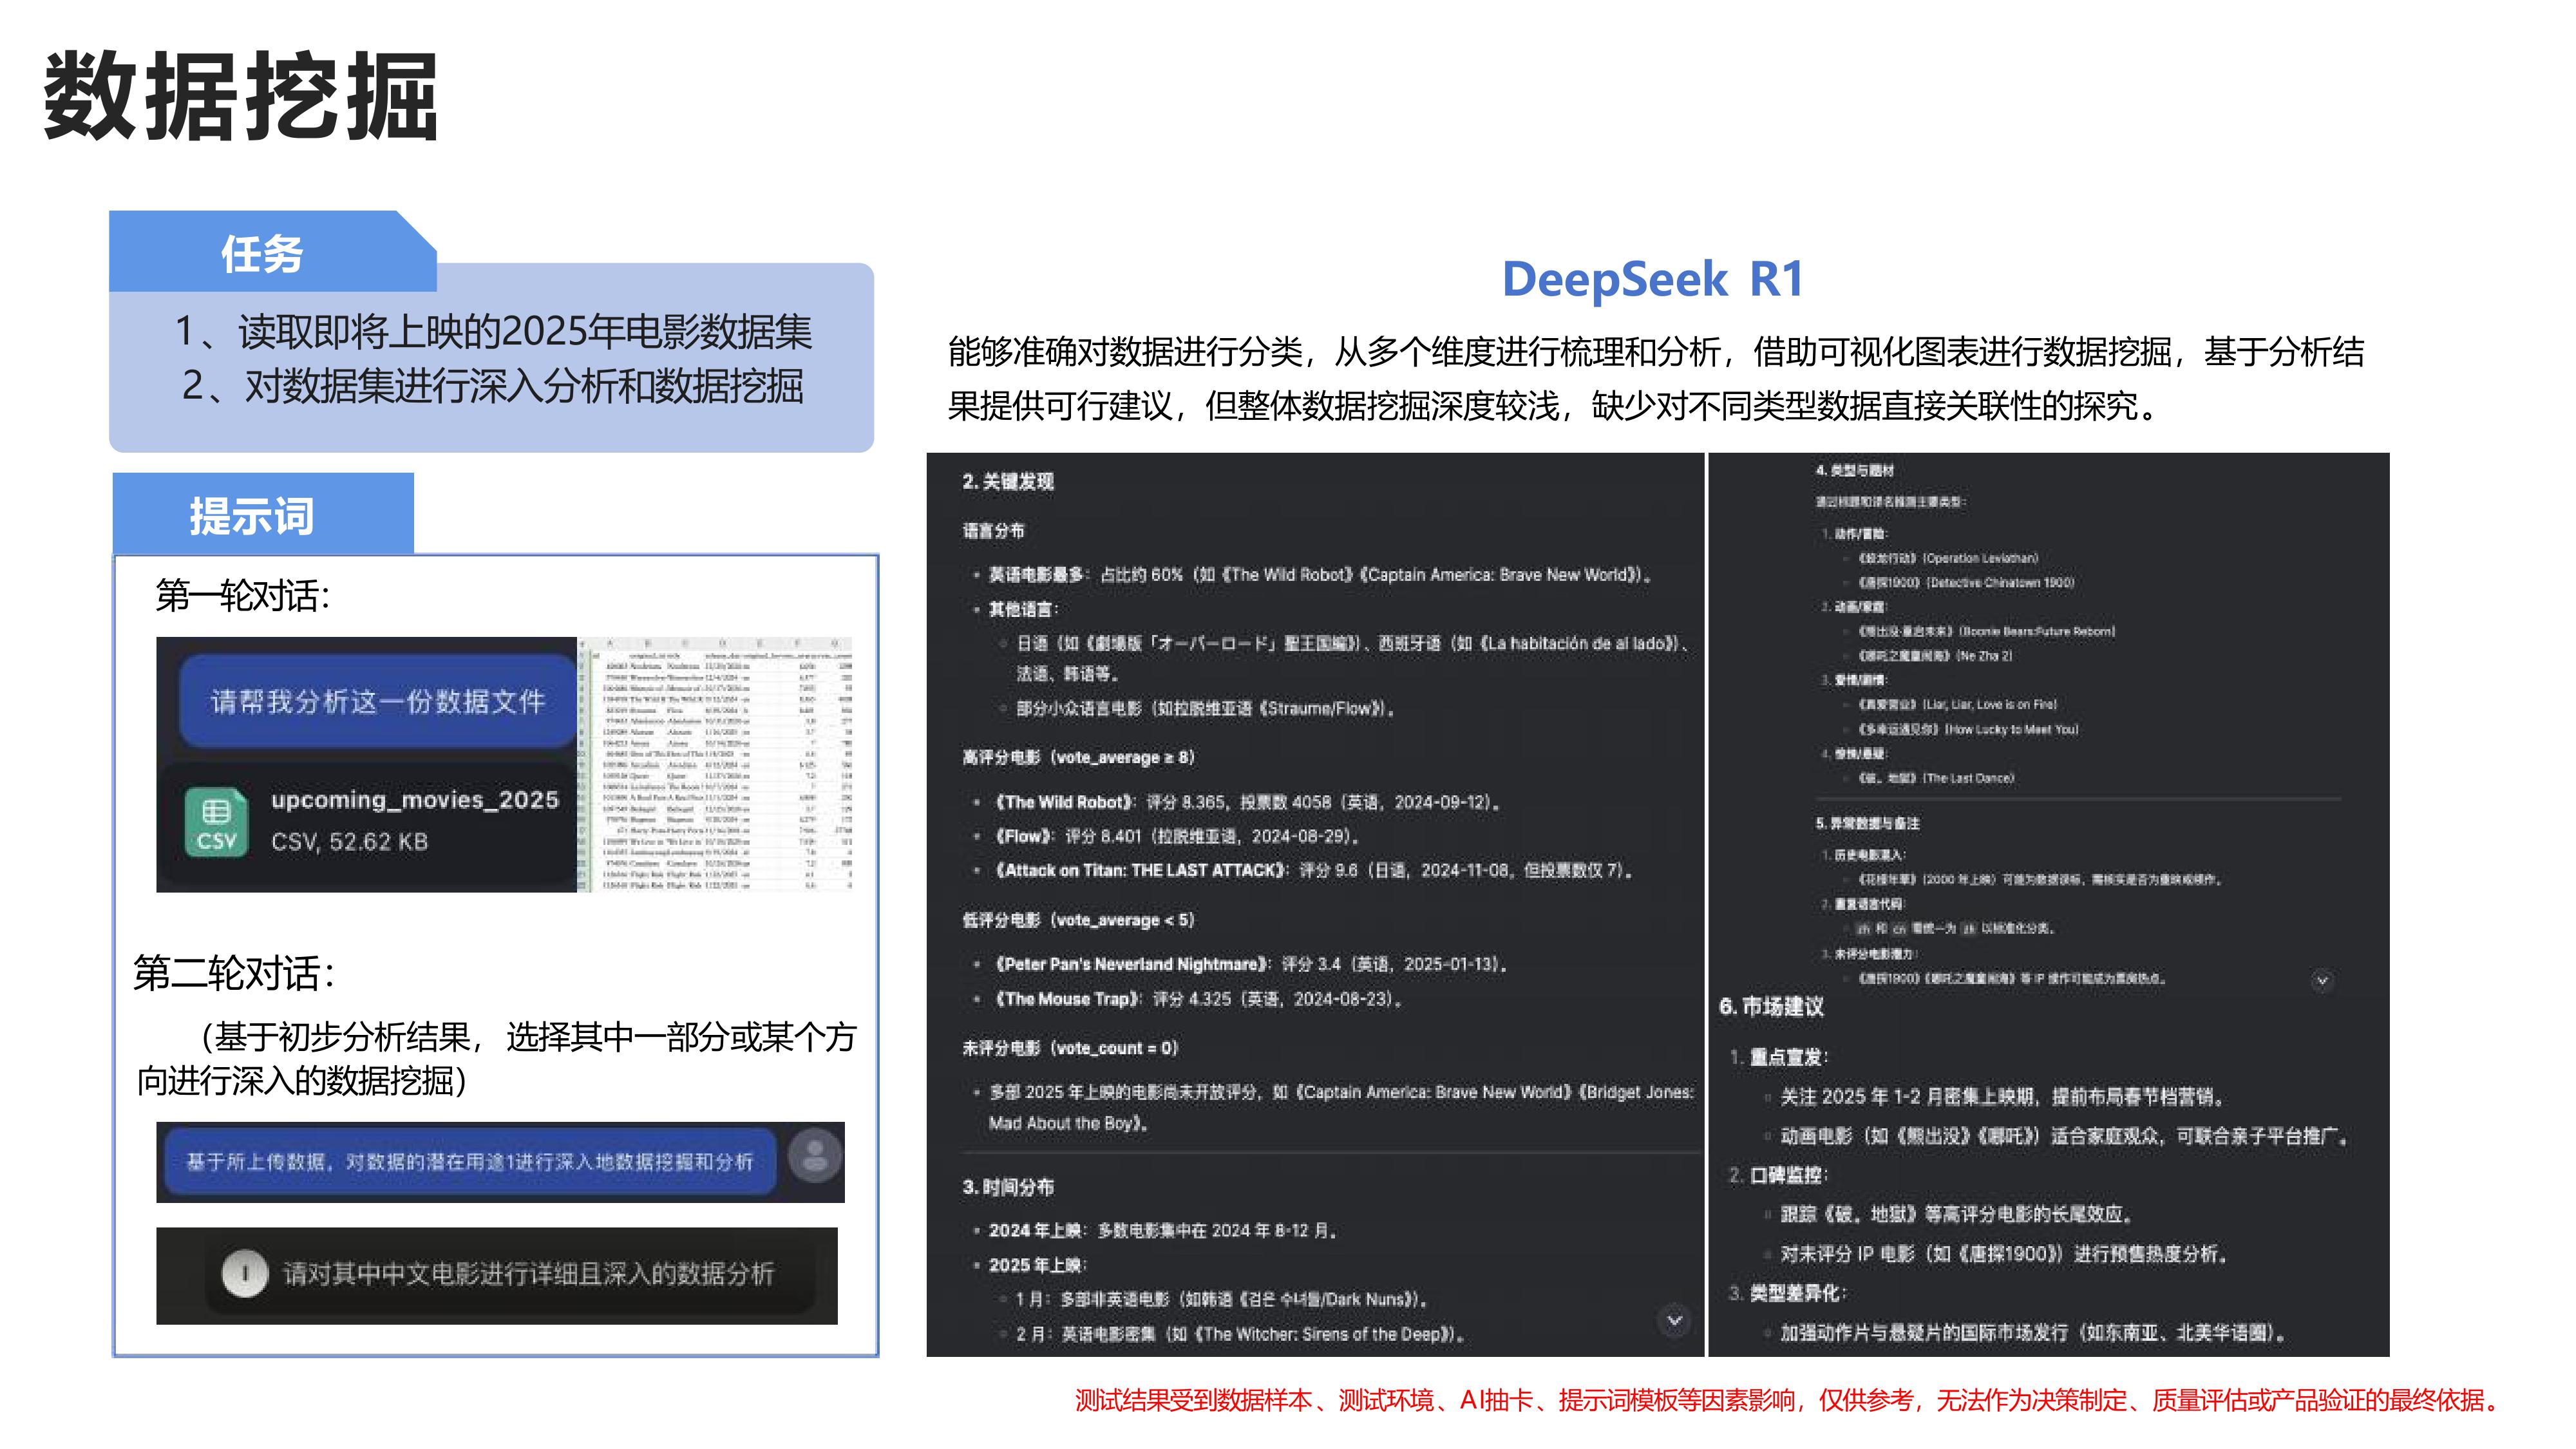 数据挖掘
任务
1、读取即将上映的2025年电影数据集
2、对数据集进行深入分析和数据挖掘
提示词
第一轮对话：
请帮我分析这一份数据文件
upcoming_movies_2025
CSV
CSV, 52.62 KB
第二轮对话：
（基于初步分析结果， 选择其中一部分或某个方
向进行深入的数据挖掘）
基于所上传数据，对数据的潜在用途1进行深入地数据挖掘和分析
请对其中中文电影进行详细且深入的数据分析
DeepSeek R1
能够准确对数据进行分类，从多个维度进行梳理和分析，借助可视化图表进行数据挖掘，基于分析结
果提供可行建议，但整体数据挖掘深度较浅，缺少对不同类型数据直接关联性的探究。
2. 关键发现
语言分布
• 英语电影最多：占比约 60%（如《The Wild Robot》《Captain America: Brave New World》）。
• 其他语言：
日语（如《劇場版「オーバーロード」聖王国編》）、西班牙语（如《La habitación de al lado》）、
法语、韩语等。
部分小众语言电影（如拉脱维亚语《Straume/Flow》）。
高评分电影（vote_average ≥ 8）
• 《The Wild Robot》：评分 8.365，投票数 4058（英语，2024-09-12）。
• 《Flow》：评分 8.401（拉脱维亚语，2024-08-29）。
• 《Attack on Titan: THE LAST ATTACK》：评分 9.6（日语，2024-11-08，但投票数仅 7）。
低评分电影（vote_average < 5）
• 《Peter Pan's Neverland Nightmare》：评分 3.4（英语，2025-01-13）。
• 《The Mouse Trap》：评分 4.325（英语，2024-08-23）。
未评分电影（vote_count = 0）
• 多部 2025 年上映的电影尚未开放评分，如《Captain America: Brave New World》《Bridget Jones:
Mad About the Boy》。
3. 时间分布
• 2024 年上映：多数电影集中在 2024 年 8-12 月。
• 2025 年上映：
1 月：多部非英语电影（如韩语《검은 수녀들/Dark Nuns》）。
2 月：英语电影密集（如《The Witcher: Sirens of the Deep》）。
4. 类型与题材
通过标题和译名推测主要类型：
1. 动作/冒险：
《蛟龙行动》(Operation Leviathan)
《唐探1900》(Detective Chinatown 1900)
2. 动画/家庭：
《熊出没·重启未来》(Boonie Bears:Future Reborn)
《哪吒之魔童闹海》(Ne Zha 2)
3. 爱情/剧情：
《真爱营业》(Liar, Liar, Love is on Fire)
《多幸运遇见你》(How Lucky to Meet You)
4. 惊悚/悬疑：
《破。地獄》(The Last Dance)
5. 异常数据与备注
1. 历史电影混入：
《花樣年華》（2000 年上映）可能为数据误标，需核实是否为重映或续作。
2. 重复语言代码：
zh 和 cn 需统一为 zh 以标准化分类。
3. 未评分电影潜力：
《唐探1900》《哪吒之魔童闹海》等 IP 续作可能成为票房热点。
6. 市场建议
1. 重点宣发：
关注 2025 年 1-2 月密集上映期，提前布局春节档营销。
动画电影（如《熊出没》《哪吒》）适合家庭观众，可联合亲子平台推广。
2. 口碑监控：
跟踪《破。地獄》等高评分电影的长尾效应。
对未评分 IP 电影（如《唐探1900》）进行预售热度分析。
3. 类型差异化：
加强动作片与悬疑片的国际市场发行（如东南亚、北美华语圈）。
测试结果受到数据样本、测试环境、AI抽卡、提示词模板等因素影响，仅供参考，无法作为决策制定、质量评估或产品验证的最终依据。